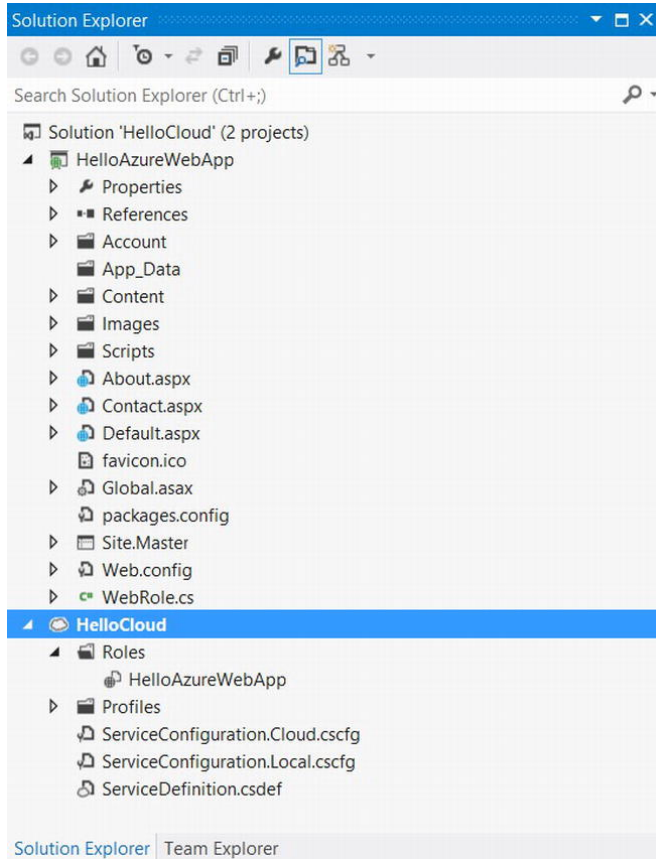 Solution Explorer
Search Solution Explorer (Ctrl+;)
Solution 'HelloCloud' (2 projects)
HelloAzureWebApp
Properties
References
Account
App_Data
Content
Images
Scripts
About.aspx
Contact.aspx
Default.aspx
favicon.ico
Global.asax
packages.config
Site.Master
Web.config
C# WebRole.cs
HelloCloud
Roles
HelloAzureWebApp
Profiles
ServiceConfiguration.Cloud.cscfg
ServiceConfiguration.Local.cscfg
ServiceDefinition.csdef
Solution Explorer Team Explorer